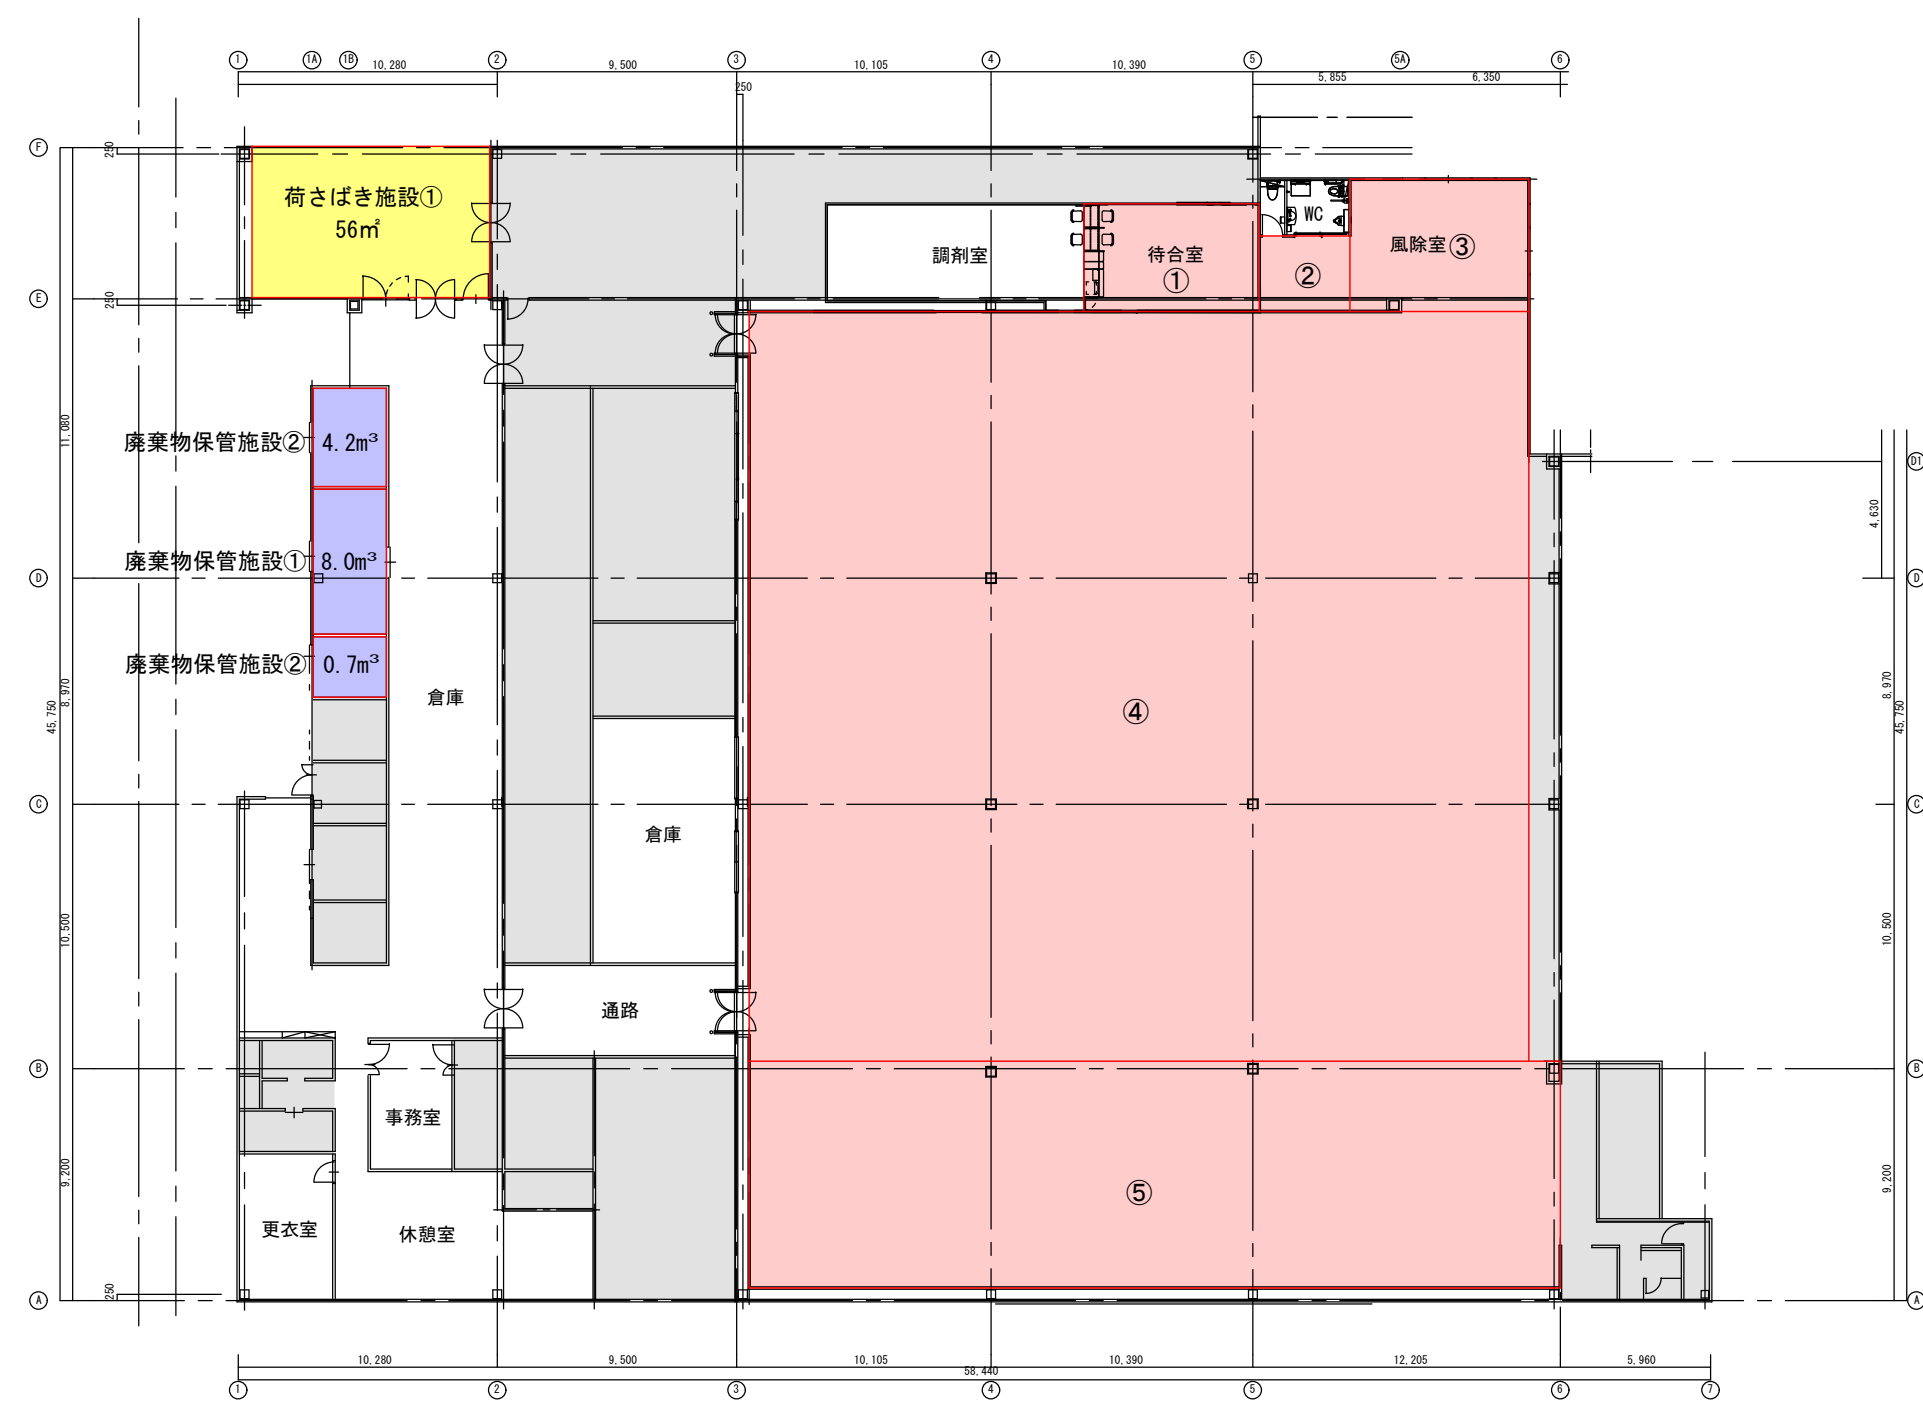 1 1A 1B 2 3 4 5 5A 6
10,280 9,500 10,105 10,390
5,855 6,350
250
F
250
荷さばき施設①
56㎡
WC
調剤室 待合室 風除室③
① ②
E
250
11,080
廃棄物保管施設② 4.2m³
D1
4,630
廃棄物保管施設① 8.0m³
D D
廃棄物保管施設② 0.7m³
8,970 8,970
45,750 45,750
倉庫
④
C C
倉庫
10,500 10,500
通路
B B
事務室
9,200 9,200
⑤
更衣室 休憩室
250
A A
10,280 9,500 10,105 10,390 12,205 5,960
58,440
1 2 3 4 5 6 7